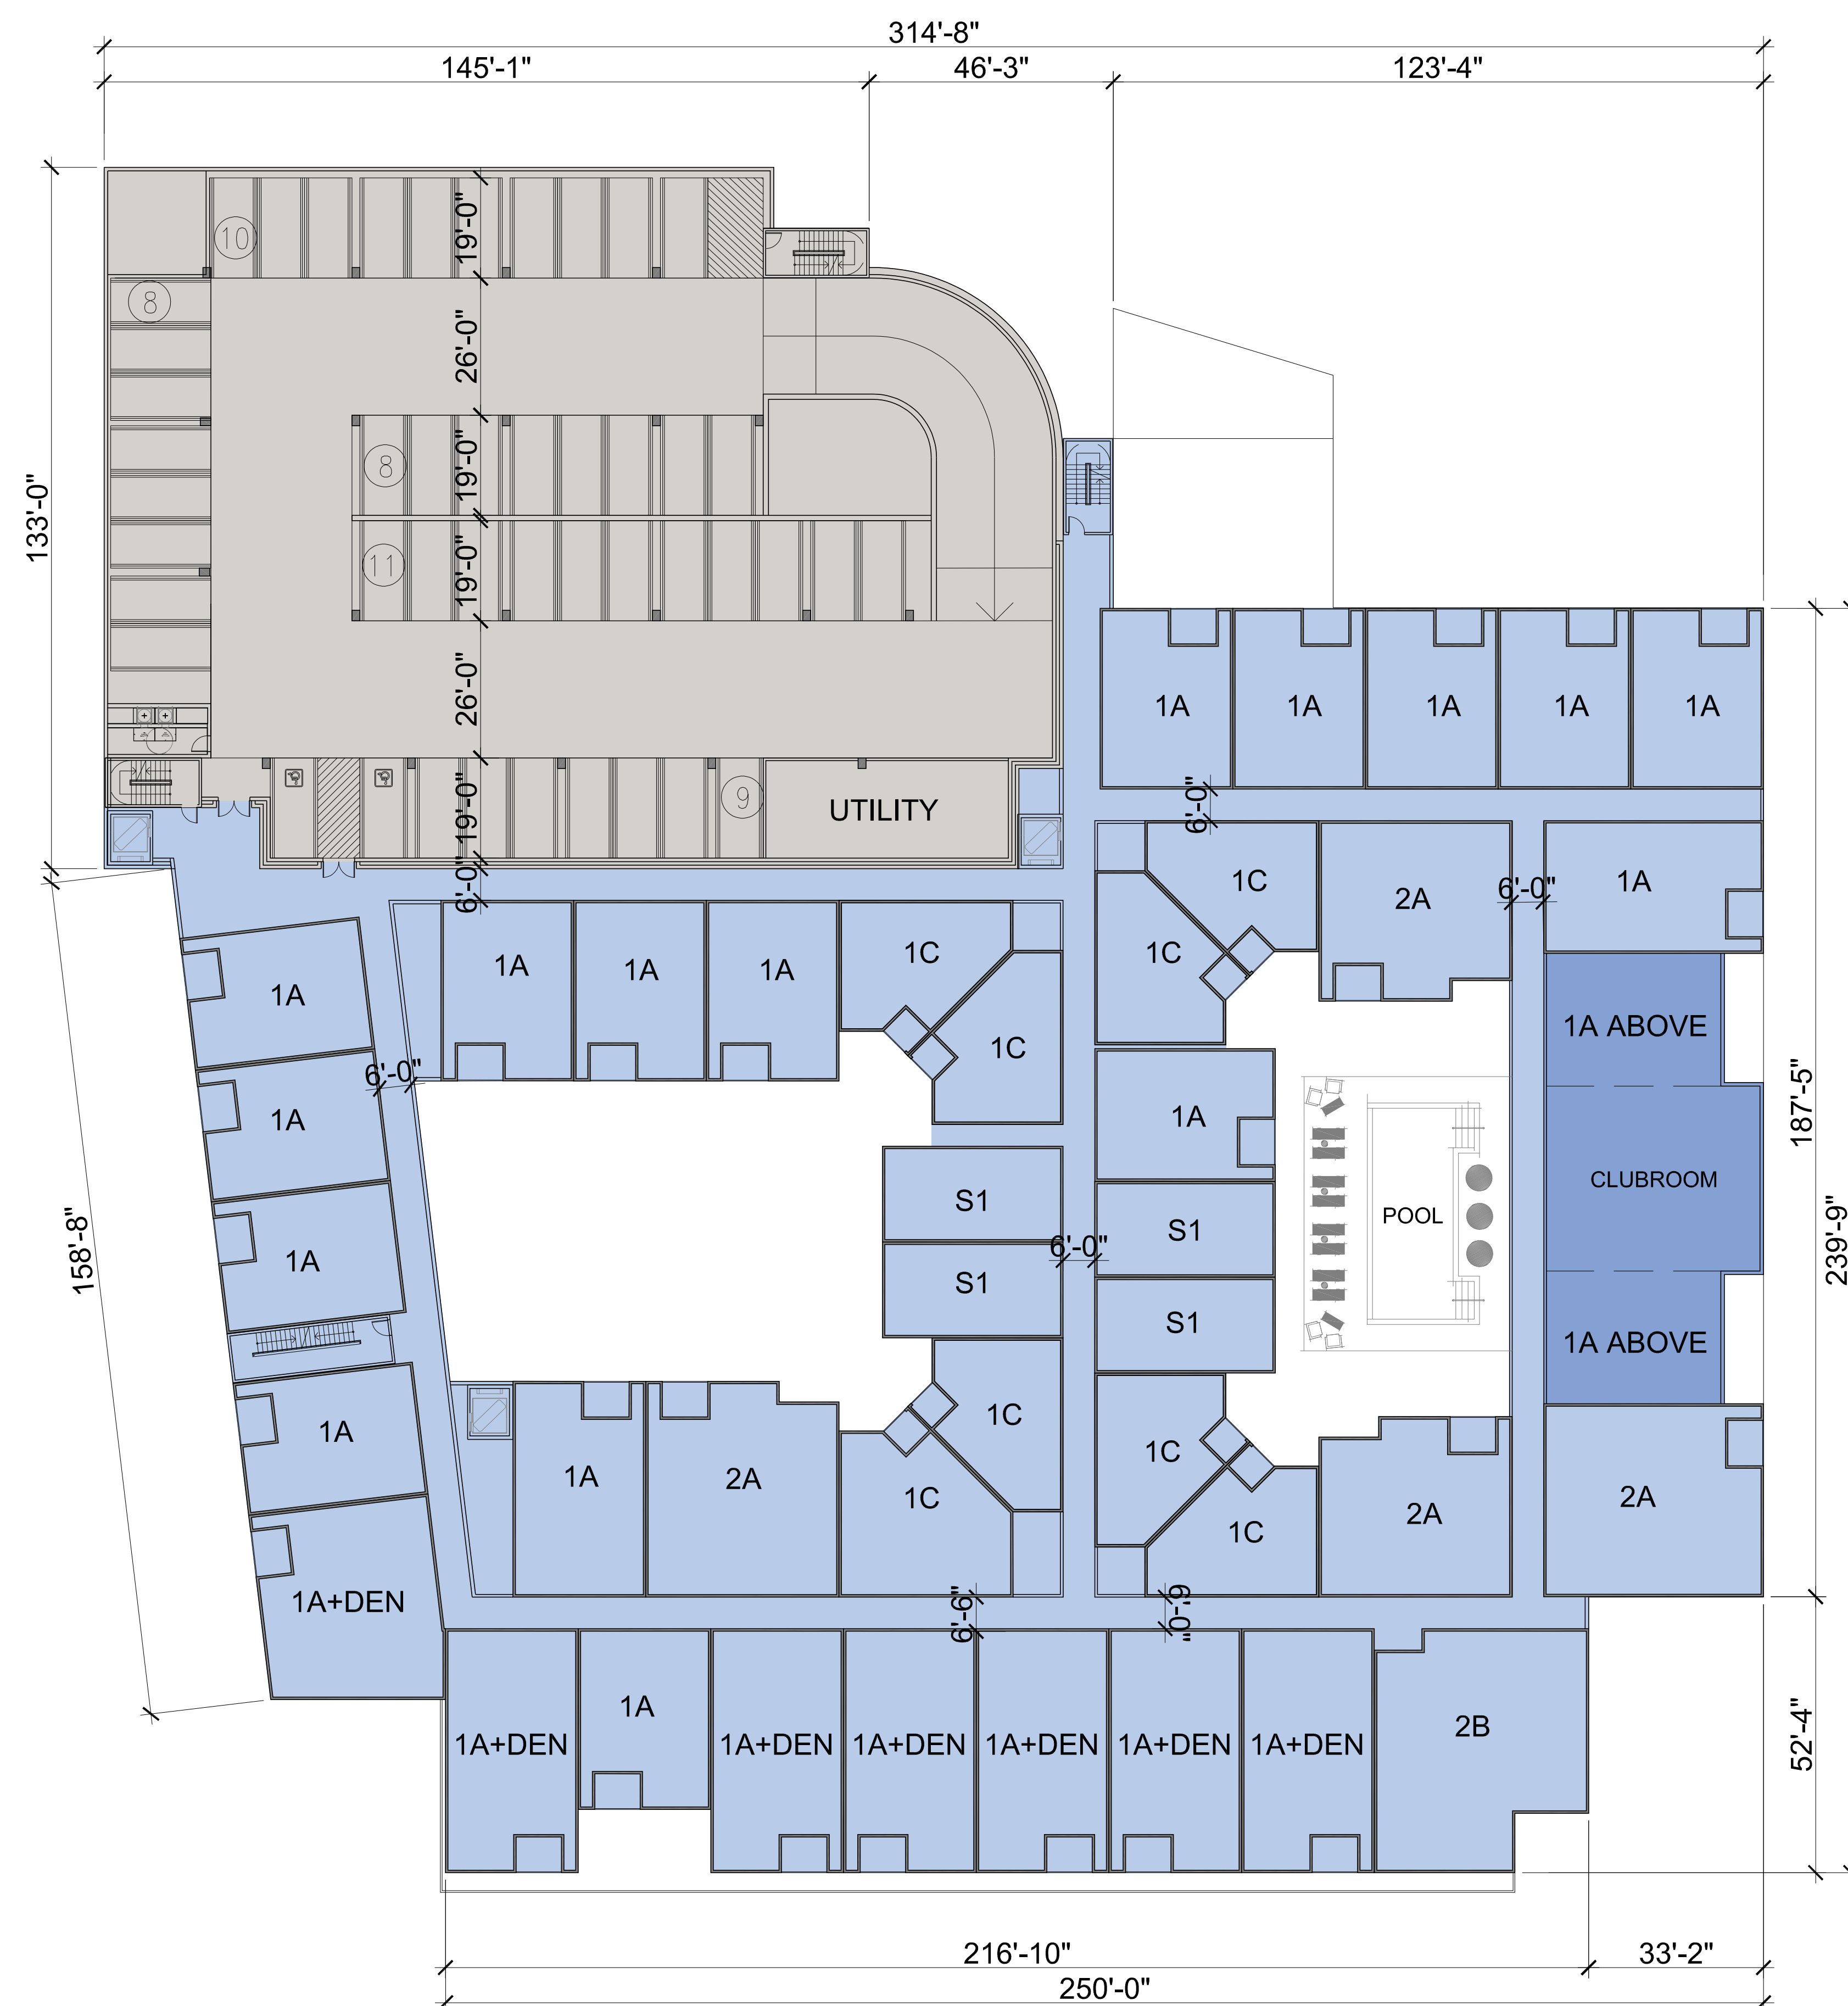 314'-8"
145'-1"
46'-3"
123'-4"
133'-0"
10
19'-0"
8
26'-0"
8
19'-0"
11
19'-0"
26'-0"
9
19'-0"
UTILITY
6'-0"
1A
1A
1A
1A
1A
6'-0"
1C
2A
6'-0"
1A
1C
1A
1A
1A
1C
1C
1A
1A
6'-0"
1A
1A
1A+DEN
158'-8"
1A ABOVE
CLUBROOM
1A ABOVE
187'-5"
239'-9"
POOL
1A
S1
S1
6'-0"
S1
S1
1C
1C
1C
1C
1A
2A
2A
2A
6'-6"
6'-0"
1A+DEN
1A
1A+DEN
1A+DEN
1A+DEN
1A+DEN
1A+DEN
2B
52'-4"
216'-10"
33'-2"
250'-0"